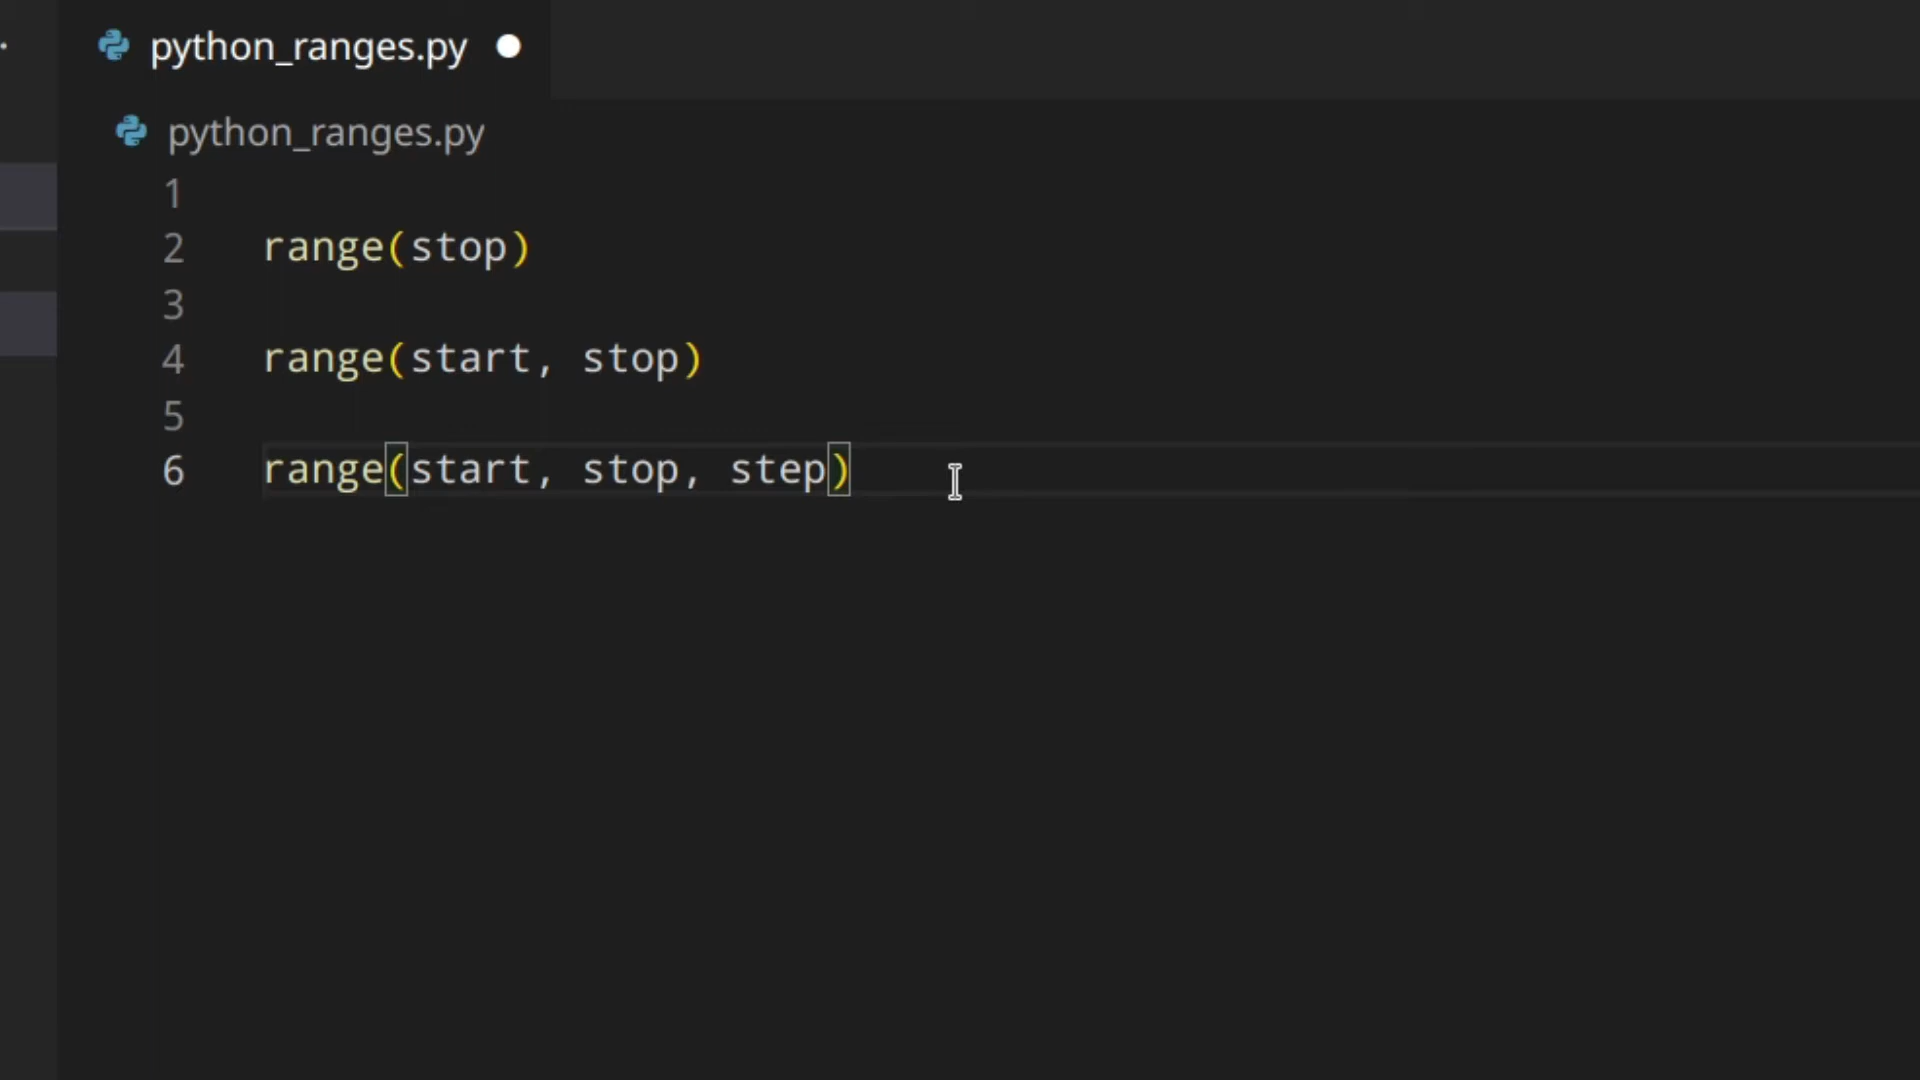 python_ranges.py
python_ranges.py
1
2 range(stop)
3
4 range(start, stop)
5
6 range(start, stop, step)